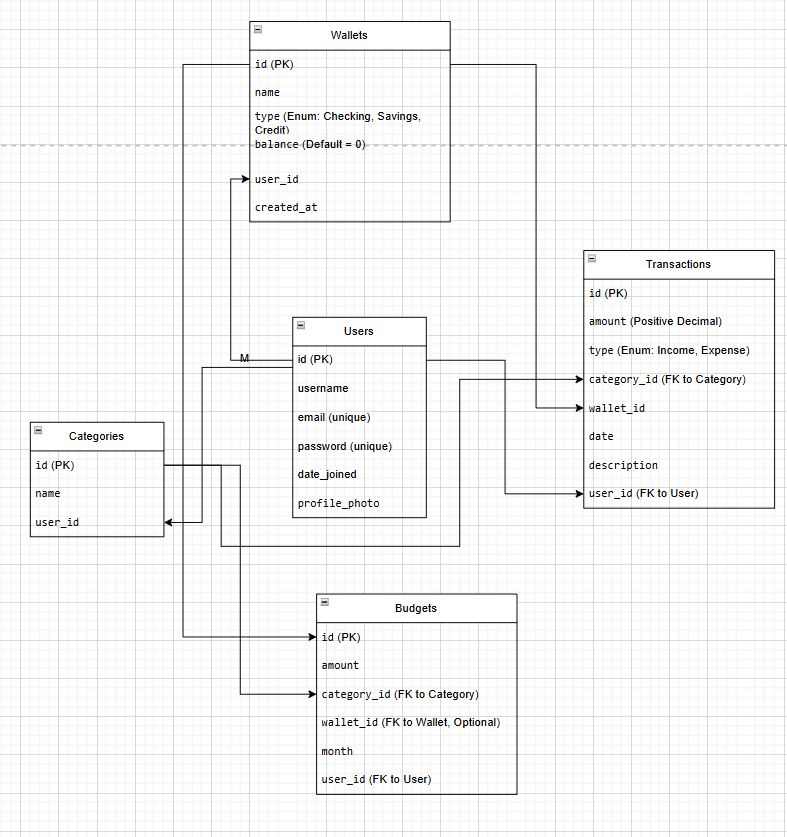 Wallets
id (PK)
name
type (Enum: Checking, Savings,
Credit)
balance (Default = 0)
user_id
created_at
Transactions
id (PK)
amount (Positive Decimal)
type (Enum: Income, Expense)
category_id (FK to Category)
wallet_id
date
description
user_id (FK to User)
Users
id (PK)
username
email (unique)
password (unique)
date_joined
profile_photo
M
Categories
id (PK)
name
user_id
Budgets
id (PK)
amount
category_id (FK to Category)
wallet_id (FK to Wallet, Optional)
month
user_id (FK to User)